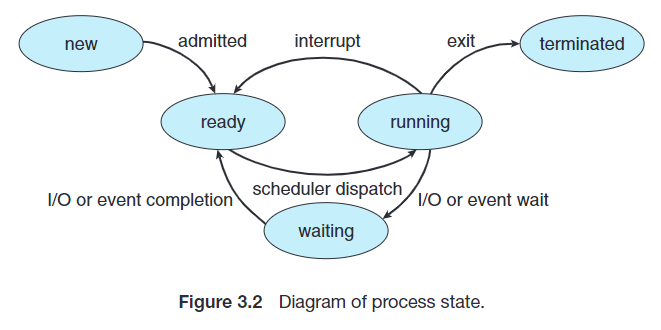 new
admitted
interrupt
exit
terminated
ready
running
scheduler dispatch
I/O or event completion
I/O or event wait
waiting
Figure 3.2 Diagram of process state.